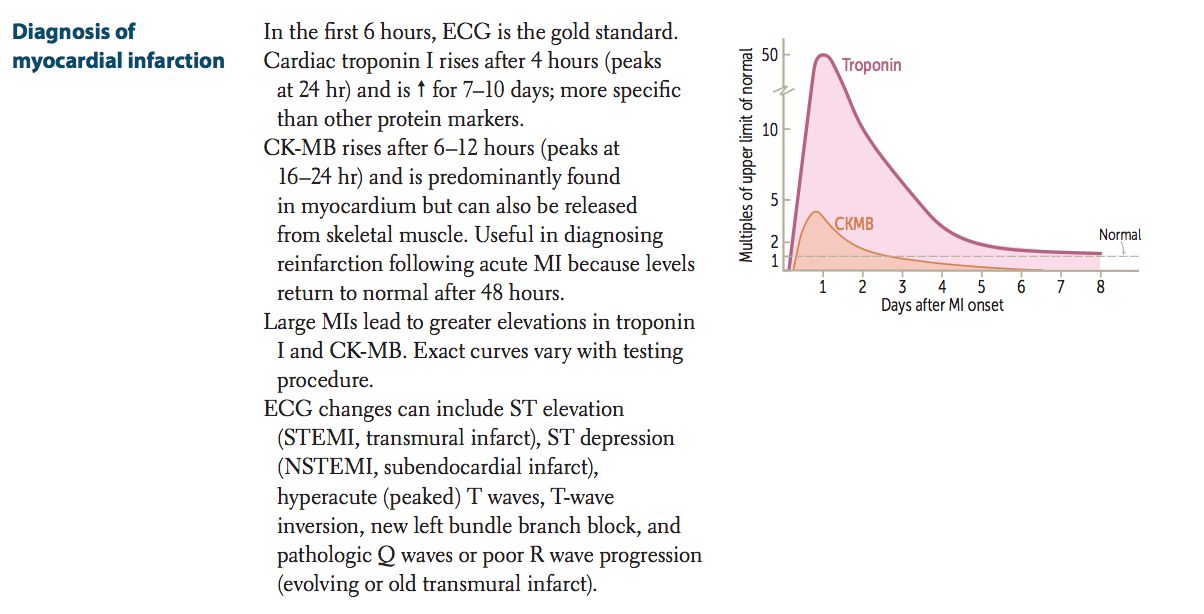 Diagnosis of
myocardial infarction
In the first 6 hours, ECG is the gold standard.
Cardiac troponin I rises after 4 hours (peaks
at 24 hr) and is ↑ for 7–10 days; more specific
than other protein markers.
CK-MB rises after 6–12 hours (peaks at
16–24 hr) and is predominantly found
in myocardium but can also be released
from skeletal muscle. Useful in diagnosing
reinfarction following acute MI because levels
return to normal after 48 hours.
Large MIs lead to greater elevations in troponin
I and CK-MB. Exact curves vary with testing
procedure.
ECG changes can include ST elevation
(STEMI, transmural infarct), ST depression
(NSTEMI, subendocardial infarct),
hyperacute (peaked) T waves, T-wave
inversion, new left bundle branch block, and
pathologic Q waves or poor R wave progression
(evolving or old transmural infarct).
Multiples of upper limit of normal
50
10
5
2
1
Troponin
CKMB
Normal
1 2 3 4 5 6 7 8
Days after MI onset